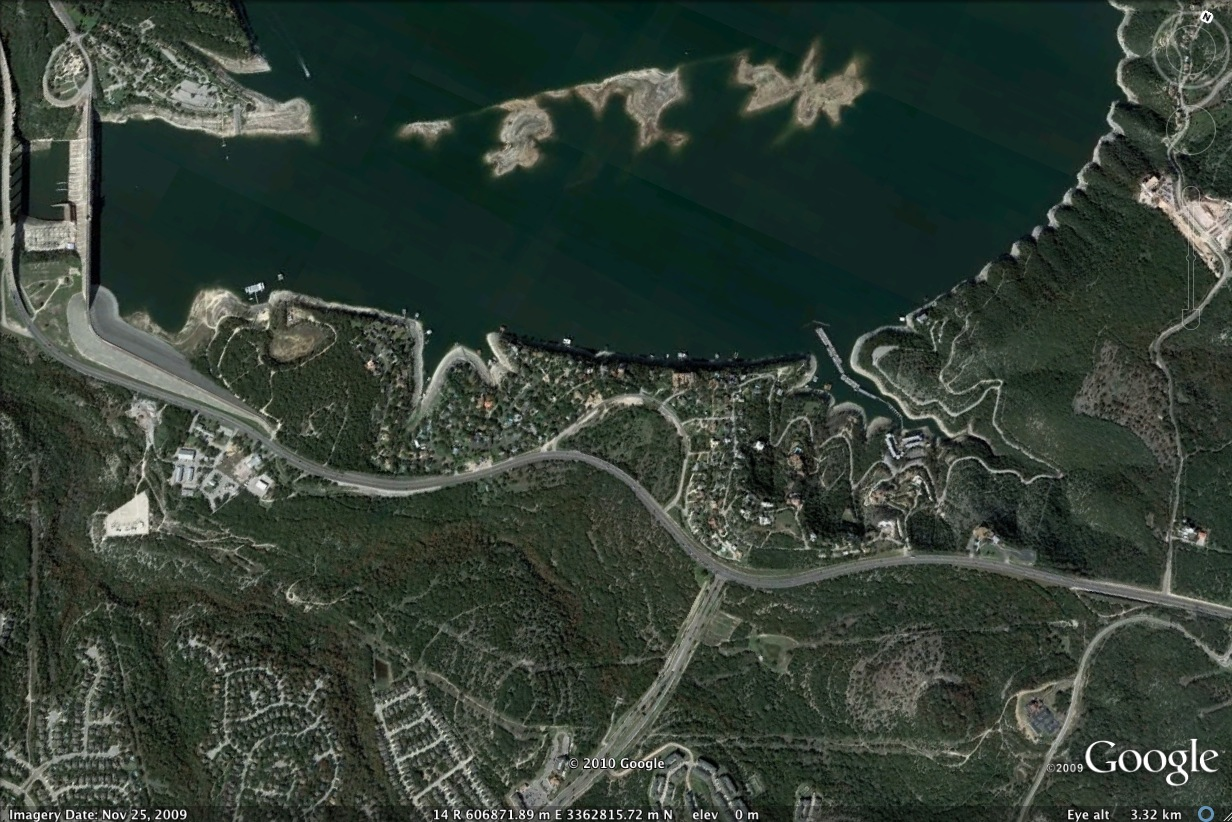 N
© 2010 Google
©2009 Google
Imagery Date: Nov 25, 2009 14 R 606871.89 m E 3362815.72 m N elev 0 m Eye alt 3.32 km